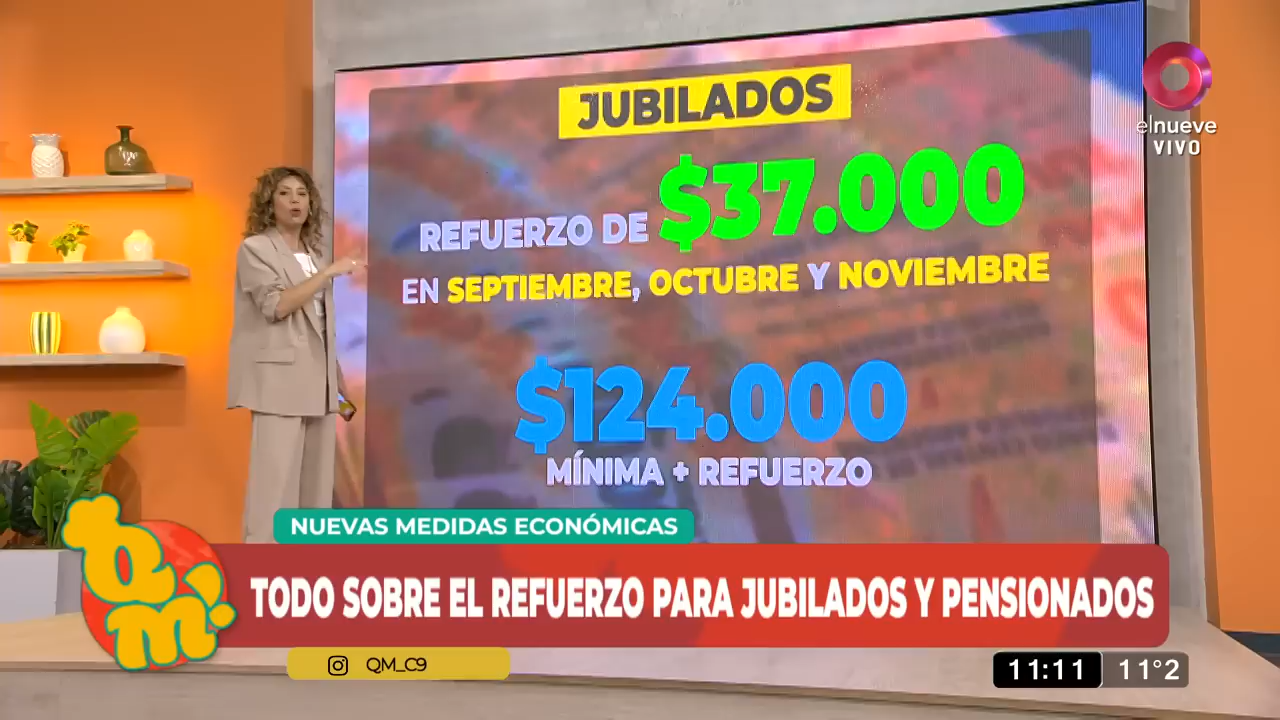 JUBILADOS
REFUERZO DE $37.000
EN SEPTIEMBRE, OCTUBRE Y NOVIEMBRE
$124.000
MÍNIMA + REFUERZO
elnueve
VIVO
NUEVAS MEDIDAS ECONÓMICAS
QM!
TODO SOBRE EL REFUERZO PARA JUBILADOS Y PENSIONADOS
QM_C9
11:11 11°2